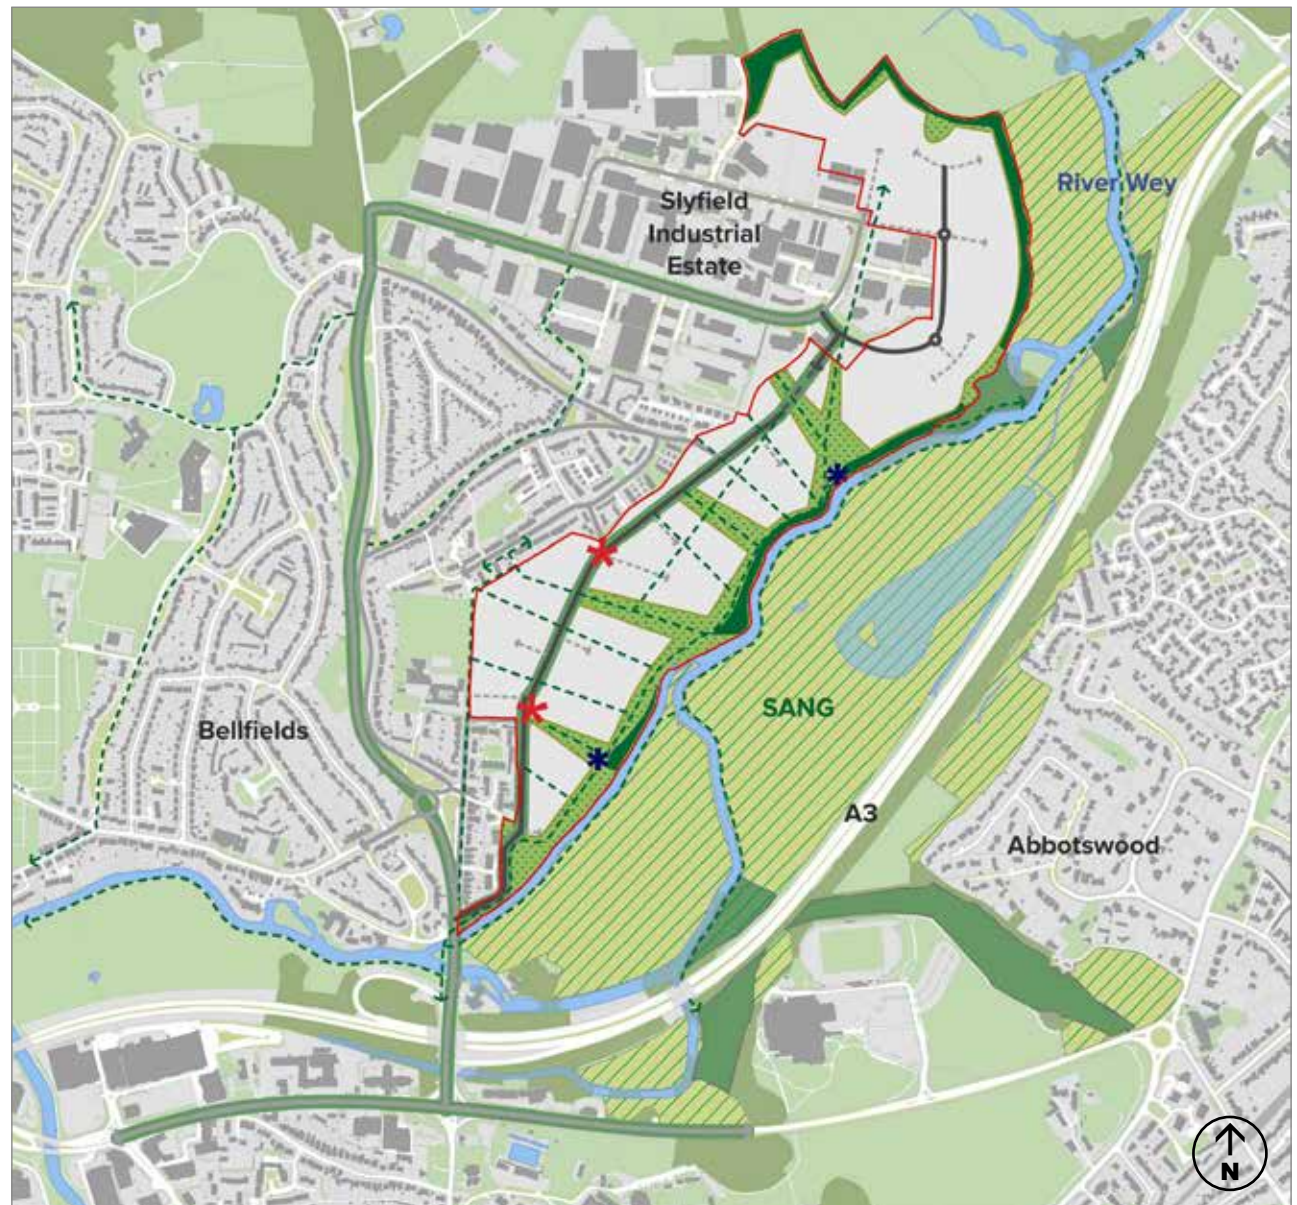 Slyfield
Industrial
Estate
River Wey
SANG
Bellfields
A3
Abbotswood
N